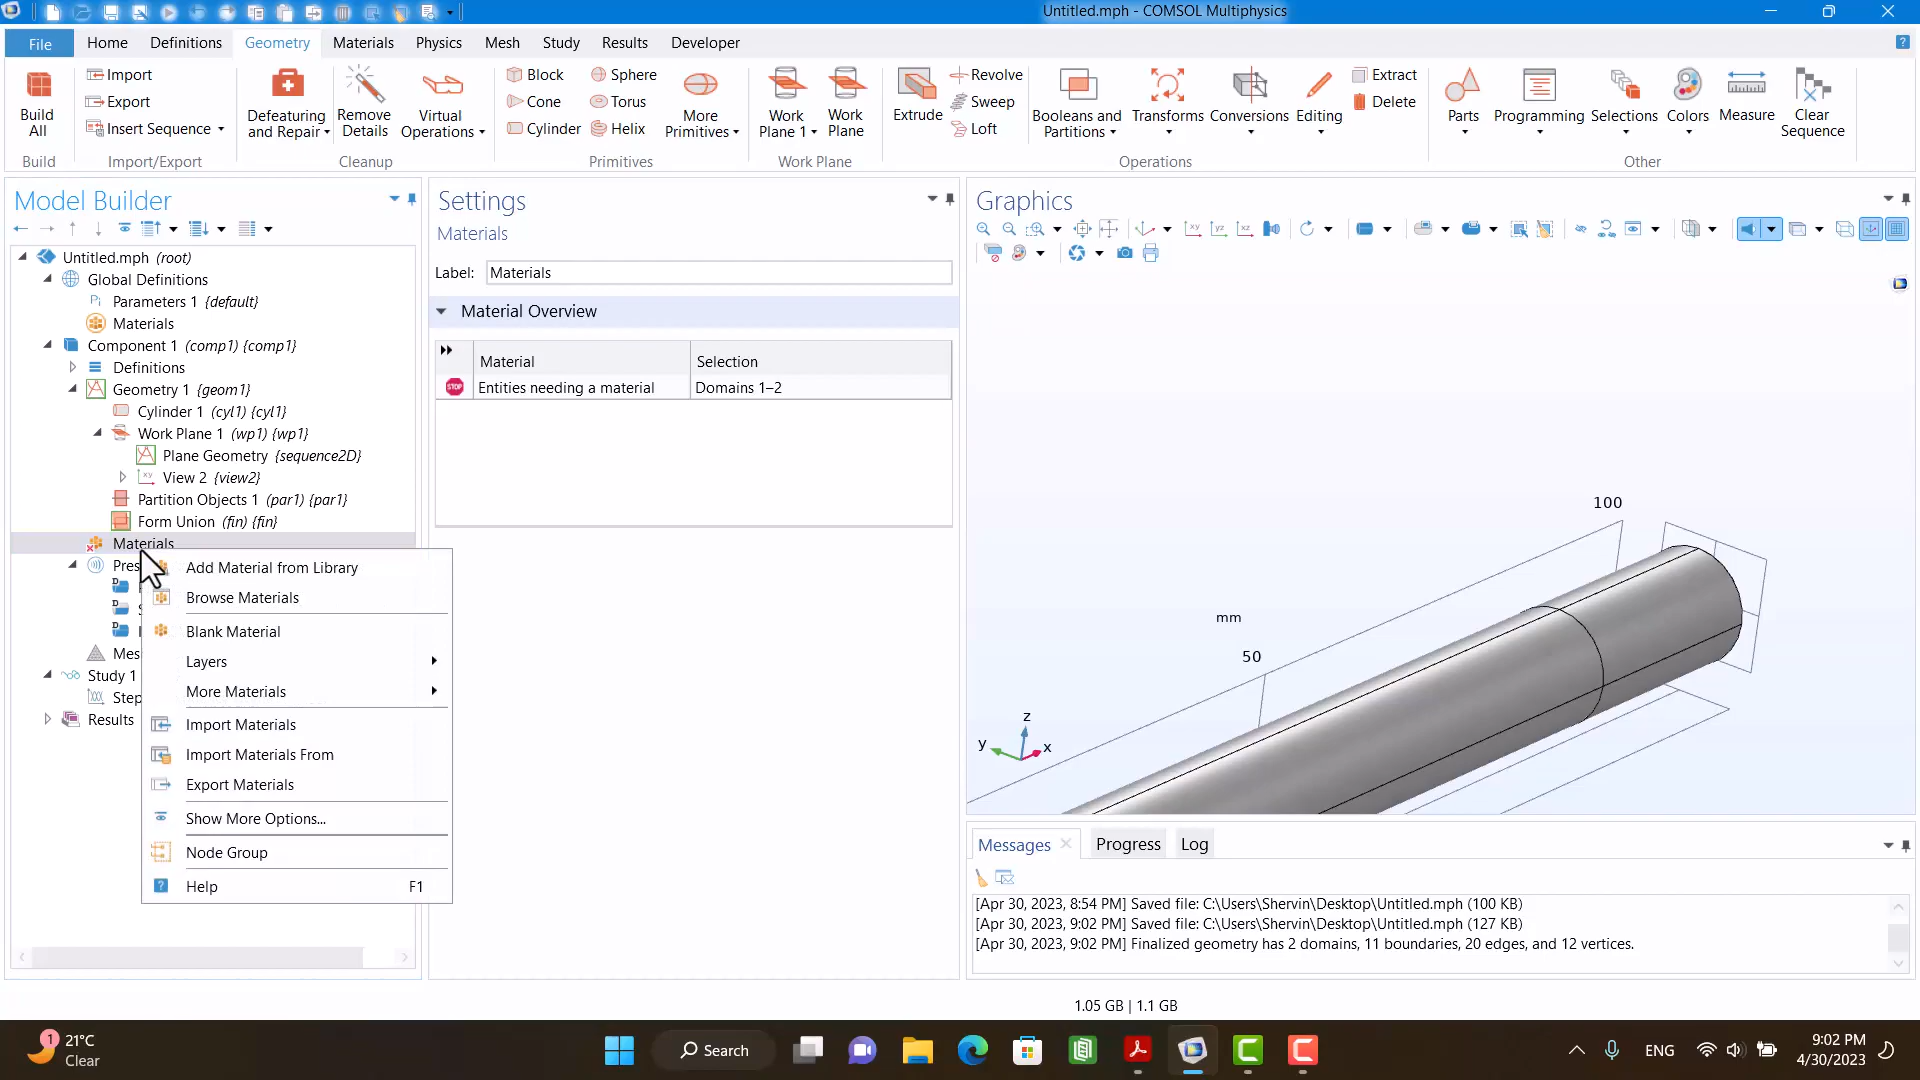 Untitled.mph - COMSOL Multiphysics
File
Home
Definitions
Geometry
Materials
Physics
Mesh
Study
Results
Developer
Build All
Build
Import
Export
Insert Sequence
Import/Export
Defeaturing and Repair
Remove Details
Virtual Operations
Cleanup
Block
Cone
Cylinder
Sphere
Torus
Helix
More Primitives
Primitives
Work Plane 1
Work Plane
Work Plane
Extrude
Revolve
Sweep
Loft
Booleans and Partitions
Transforms
Conversions
Editing
Extract
Delete
Operations
Parts
Programming
Selections
Colors
Measure
Clear Sequence
Other
Model Builder
Untitled.mph (root)
Global Definitions
Parameters 1 {default}
Materials
Component 1 (comp1) {comp1}
Definitions
Geometry 1 {geom1}
Cylinder 1 (cyl1) {cyl1}
Work Plane 1 (wp1) {wp1}
Plane Geometry {sequence2D}
View 2 {view2}
Partition Objects 1 (par1) {par1}
Form Union (fin) {fin}
Materials
Pres
Mes
Study 1
Step
Results
Add Material from Library
Browse Materials
Blank Material
Layers
More Materials
Import Materials
Import Materials From
Export Materials
Show More Options...
Node Group
Help F1
Settings
Materials
Label: Materials
Material Overview
Material Selection
STOP Entities needing a material Domains 1–2
Graphics
100
mm
50
z
y
x
Messages
Progress
Log
[Apr 30, 2023, 8:54 PM] Saved file: C:\Users\Shervin\Desktop\Untitled.mph (100 KB)
[Apr 30, 2023, 9:02 PM] Saved file: C:\Users\Shervin\Desktop\Untitled.mph (127 KB)
[Apr 30, 2023, 9:02 PM] Finalized geometry has 2 domains, 11 boundaries, 20 edges, and 12 vertices.
1.05 GB | 1.1 GB
1
21°C
Clear
Search
ENG
9:02 PM
4/30/2023